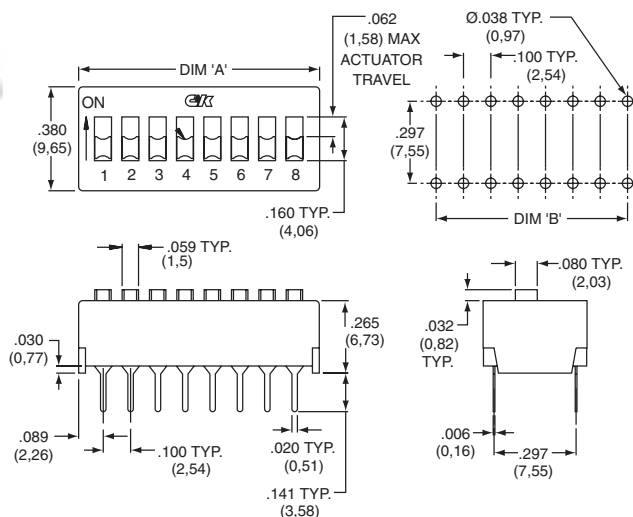 DIM 'A'
.062
(1,58) MAX
ACTUATOR
TRAVEL
Ø.038 TYP.
(0,97)
.100 TYP.
(2,54)
ON
CK
.380
(9,65)
1 2 3 4 5 6 7 8
.160 TYP.
(4,06)
.297
(7,55)
DIM 'B'
.059 TYP.
(1,5)
.030
(0,77)
.265
(6,73)
.089
(2,26)
.100 TYP.
(2,54)
.020 TYP.
(0,51)
.141 TYP.
(3,58)
.080 TYP.
(2,03)
.032
(0,82)
TYP.
.006
(0,16)
.297
(7,55)